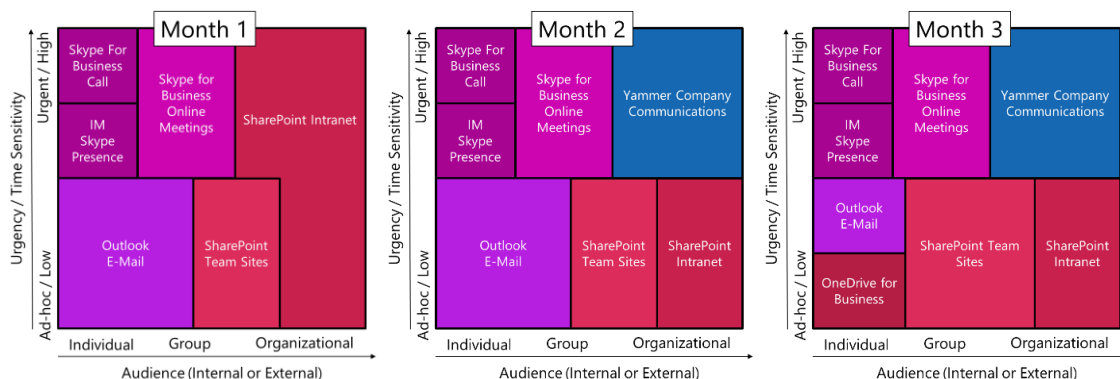 Month 1
Urgency / Time Sensitivity
Urgent / High
Ad-hoc / Low
Skype For
Business
Call
IM
Skype
Presence
Skype for
Business
Online
Meetings
SharePoint Intranet
Outlook
E-Mail
SharePoint
Team Sites
Individual
Group
Organizational
Audience (Internal or External)
Month 2
Urgency / Time Sensitivity
Urgent / High
Ad-hoc / Low
Skype For
Business
Call
IM
Skype
Presence
Skype for
Business
Online
Meetings
Yammer Company
Communications
Outlook
E-Mail
SharePoint
Team Sites
SharePoint
Intranet
Individual
Group
Organizational
Audience (Internal or External)
Month 3
Urgency / Time Sensitivity
Urgent / High
Ad-hoc / Low
Skype For
Business
Call
IM
Skype
Presence
Skype for
Business
Online
Meetings
Yammer Company
Communications
Outlook
E-Mail
OneDrive for
Business
SharePoint Team
Sites
SharePoint
Intranet
Individual
Group
Organizational
Audience (Internal or External)